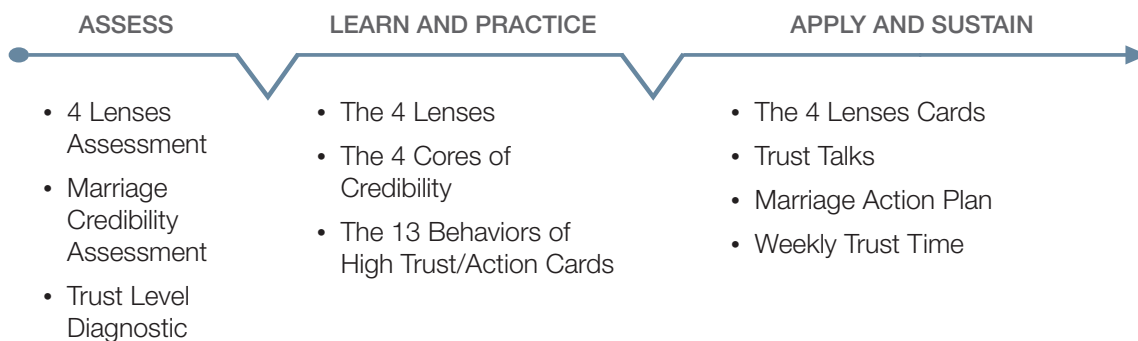 ASSESS
• 4 Lenses
Assessment
• Marriage
Credibility
Assessment
• Trust Level
Diagnostic
LEARN AND PRACTICE
• The 4 Lenses
• The 4 Cores of
Credibility
• The 13 Behaviors of
High Trust/Action Cards
APPLY AND SUSTAIN
• The 4 Lenses Cards
• Trust Talks
• Marriage Action Plan
• Weekly Trust Time